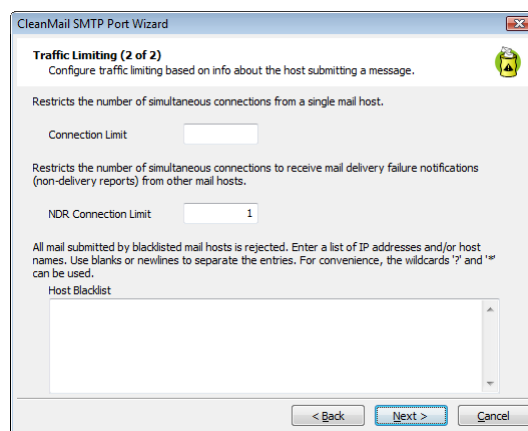 CleanMail SMTP Port Wizard
Traffic Limiting (2 of 2)
Configure traffic limiting based on info about the host submitting a message.
Restricts the number of simultaneous connections from a single mail host.
Connection Limit
Restricts the number of simultaneous connections to receive mail delivery failure notifications
(non-delivery reports) from other mail hosts.
NDR Connection Limit 1
All mail submitted by blacklisted mail hosts is rejected. Enter a list of IP addresses and/or host
names. Use blanks or newlines to separate the entries. For convenience, the wildcards '?' and '*'
can be used.
Host Blacklist
< Back Next > Cancel